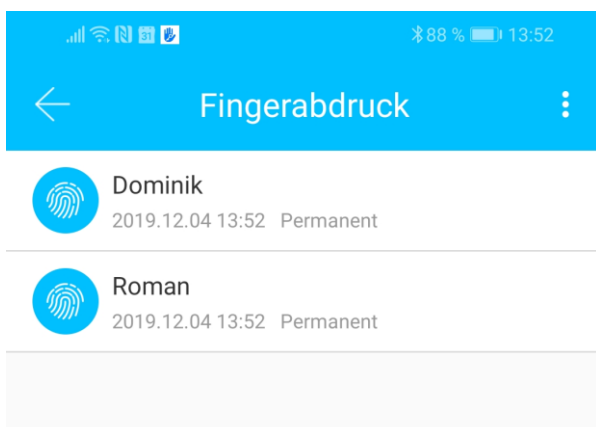 88 % 13:52
Fingerabdruck
Dominik
2019.12.04 13:52 Permanent
Roman
2019.12.04 13:52 Permanent